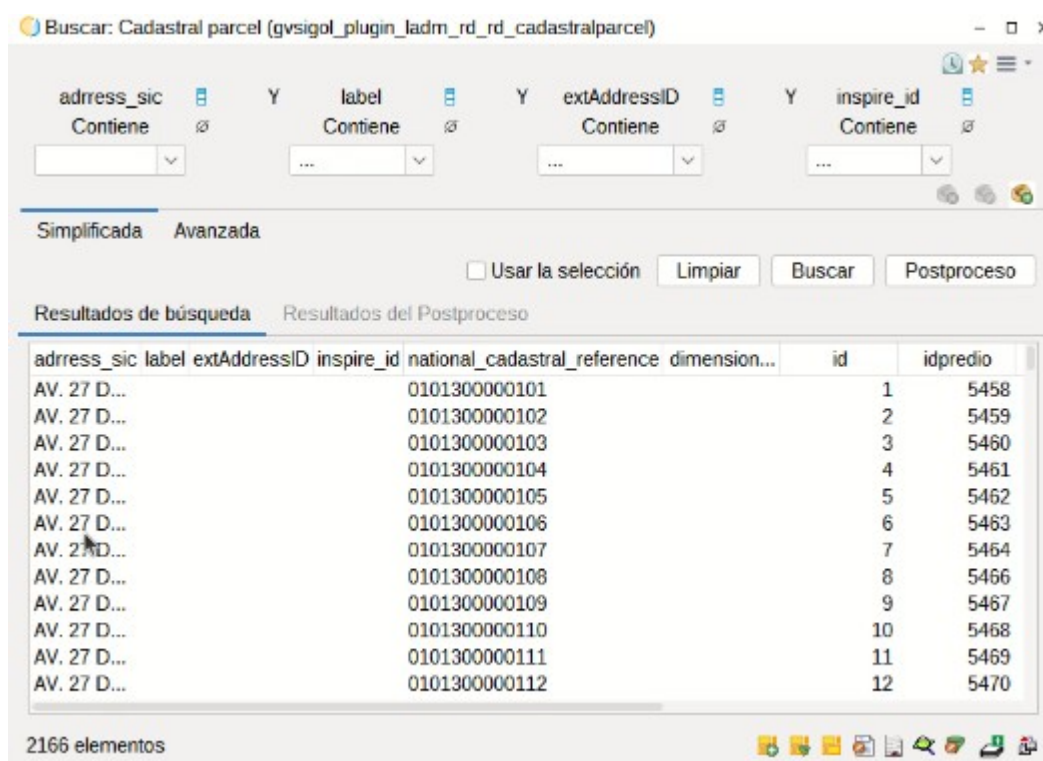 Buscar: Cadastral parcel (gvsigol_plugin_ladm_rd_rd_cadastralparcel)
adrress_sic Y label Y extAddressID Y inspire_id
Contiene Contiene Contiene Contiene
... ... ...
Simplificada Avanzada
Usar la selección Limpiar Buscar Postproceso
Resultados de búsqueda Resultados del Postproceso
adrress_sic label extAddressID inspire_id national_cadastral_reference dimension... id idpredio
AV. 27 D... 0101300000101 1 5458
AV. 27 D... 0101300000102 2 5459
AV. 27 D... 0101300000103 3 5460
AV. 27 D... 0101300000104 4 5461
AV. 27 D... 0101300000105 5 5462
AV. 27 D... 0101300000106 6 5463
AV. 27 D... 0101300000107 7 5464
AV. 27 D... 0101300000108 8 5466
AV. 27 D... 0101300000109 9 5467
AV. 27 D... 0101300000110 10 5468
AV. 27 D... 0101300000111 11 5469
AV. 27 D... 0101300000112 12 5470
2166 elementos